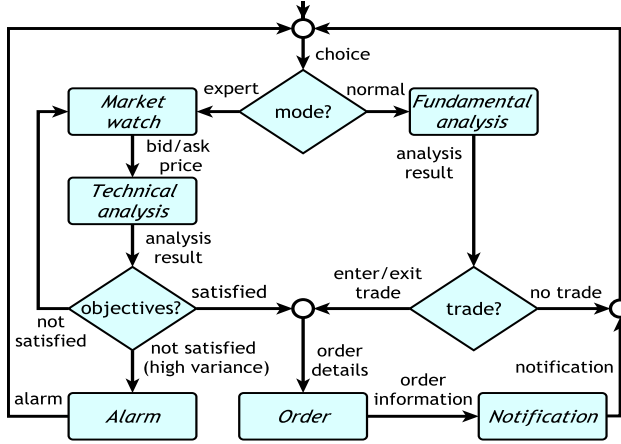 choice
expert
mode?
normal
Market
watch
Fundamental
analysis
bid/ask
price
analysis
result
Technical
analysis
analysis
result
enter/exit
trade
objectives?
satisfied
trade?
no trade
not
satisfied
not satisfied
(high variance)
order
details
notification
order
information
alarm
Alarm
Order
Notification